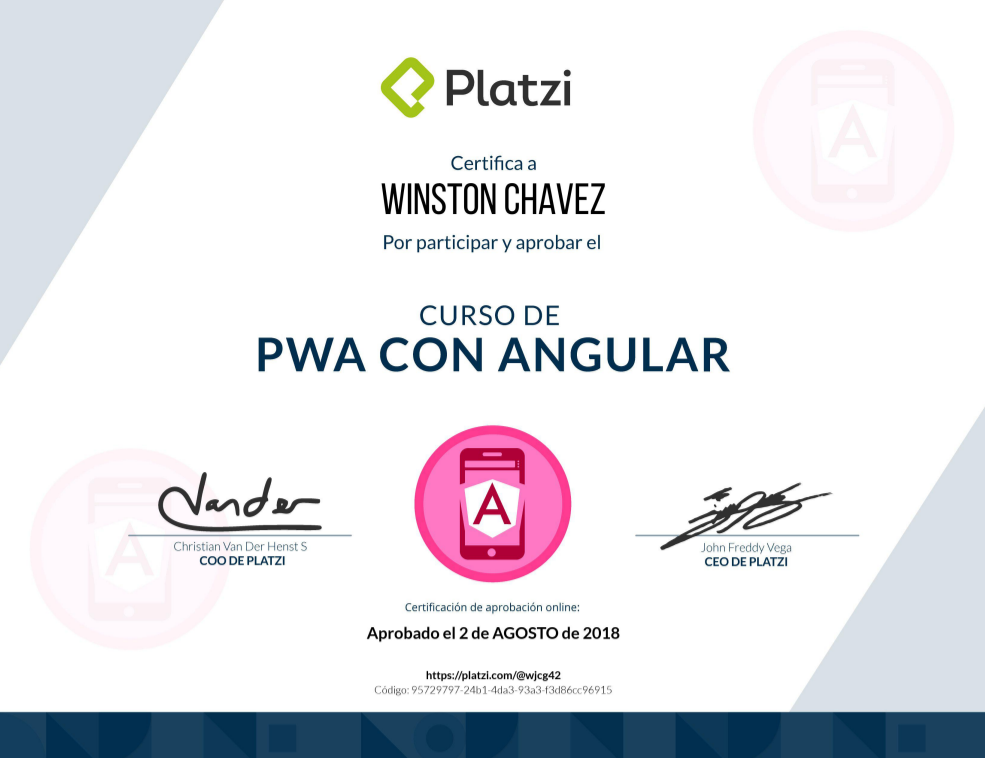 Platzi
Certifica a
WINSTON CHAVEZ
Por participar y aprobar el
CURSO DE
PWA CON ANGULAR
A
A
A
Vander
Christian Van Der Henst S
COO DE PLATZI
John Freddy Vega
CEO DE PLATZI
Certificación de aprobación online:
Aprobado el 2 de AGOSTO de 2018
https://platzi.com/@wjcg42
Código: 95729797-24b1-4da3-93a3-f3d86cc96915